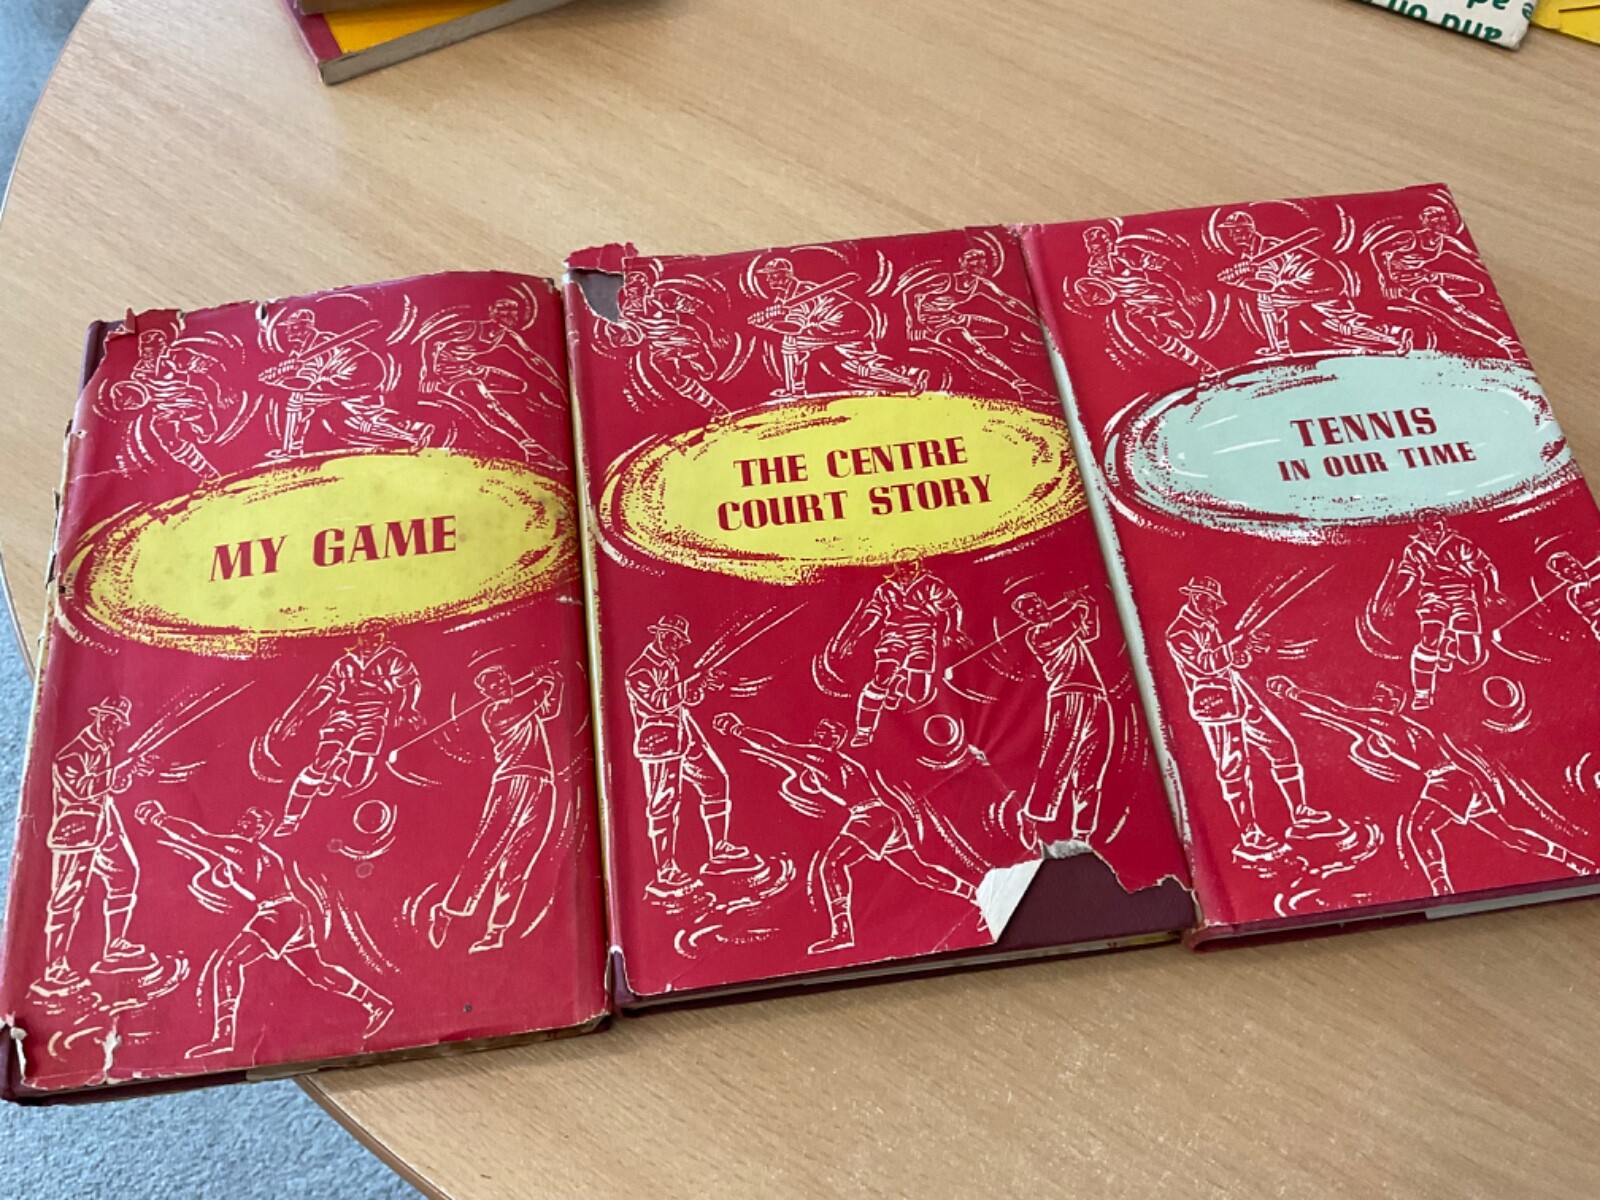 MY GAME
THE CENTRE
COURT STORY
TENNIS
IN OUR TIME